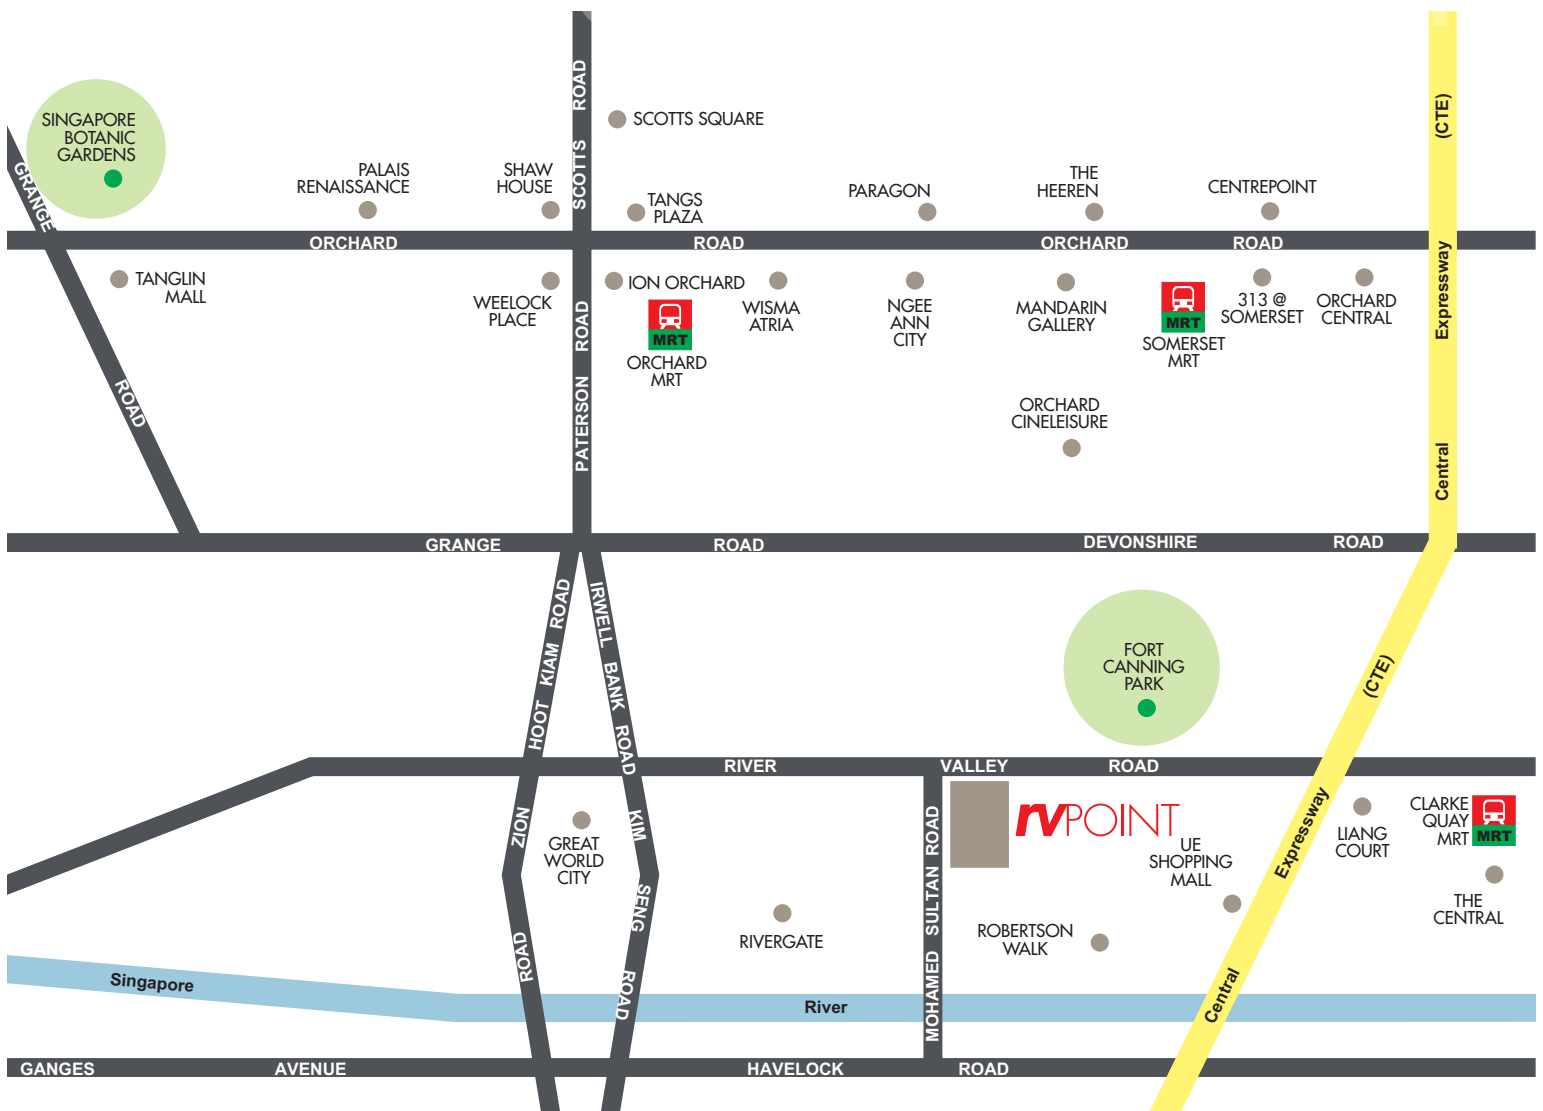 SCOTTS ROAD
(CTE)
SINGAPORE
BOTANIC
GARDENS
SCOTTS SQUARE
GRANGE
PALAIS
RENAISSANCE
SHAW
HOUSE
TANGS
PLAZA
PARAGON
THE
HEEREN
CENTREPOINT
ORCHARD ROAD ORCHARD ROAD
TANGLIN
MALL
WEELOCK
PLACE
ION ORCHARD
MRT
ORCHARD
MRT
WISMA
ATRIA
NGEE
ANN
CITY
MANDARIN
GALLERY
MRT
SOMERSET
MRT
313 @
SOMERSET
ORCHARD
CENTRAL
Central Expressway
PATERSON ROAD
ROAD
ORCHARD
CINELEISURE
GRANGE ROAD DEVONSHIRE ROAD
HOOT KIAM ROAD
IRWELL BANK ROAD
FORT
CANNING
PARK
(CTE)
RIVER VALLEY ROAD
ZION ROAD
KIM SENG ROAD
GREAT
WORLD
CITY
MOHAMED SULTAN ROAD
rvPOINT
UE
SHOPPING
MALL
Central Expressway
LIANG
COURT
CLARKE
QUAY
MRT
MRT
THE
CENTRAL
RIVERGATE
ROBERTSON
WALK
Singapore River
GANGES AVENUE HAVELOCK ROAD